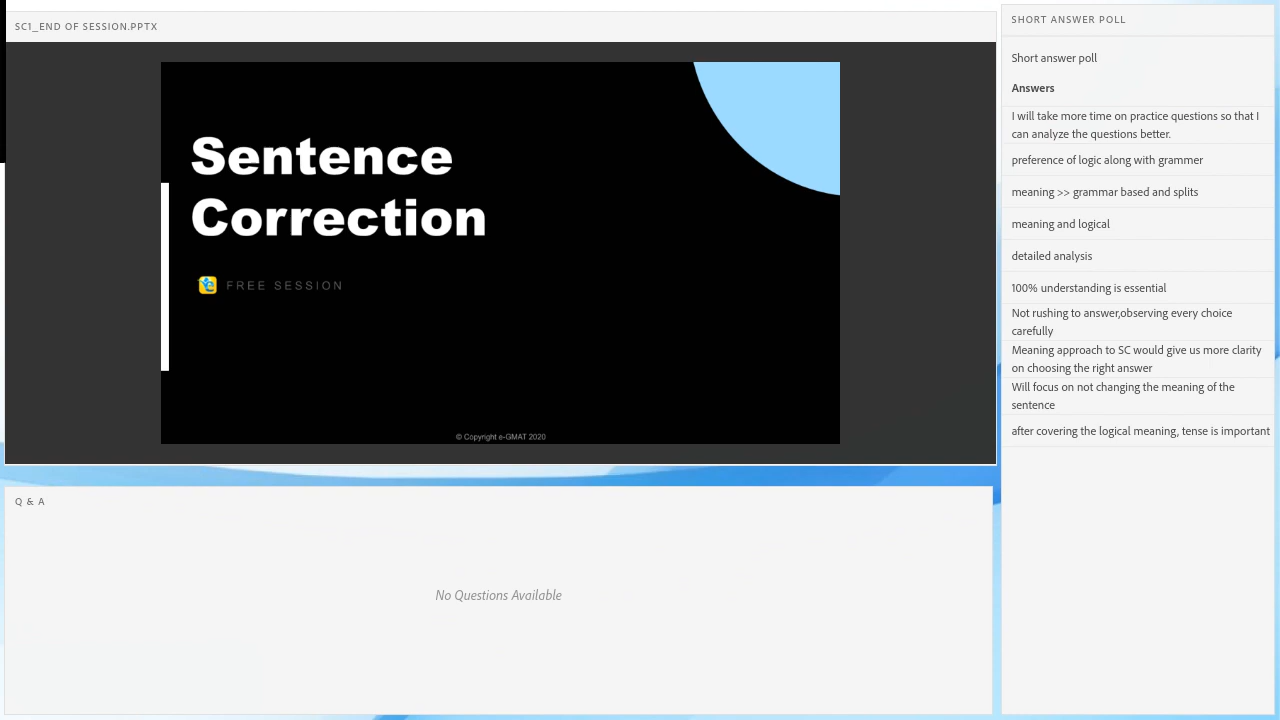 SC1_END OF SESSION.PPTX
Sentence
Correction
FREE SESSION
© Copyright e-GMAT 2020
Q & A
No Questions Available
SHORT ANSWER POLL
Short answer poll
Answers
I will take more time on practice questions so that I
can analyze the questions better.
preference of logic along with grammer
meaning >> grammar based and splits
meaning and logical
detailed analysis
100% understanding is essential
Not rushing to answer,observing every choice
carefully
Meaning approach to SC would give us more clarity
on choosing the right answer
Will focus on not changing the meaning of the
sentence
after covering the logical meaning, tense is important